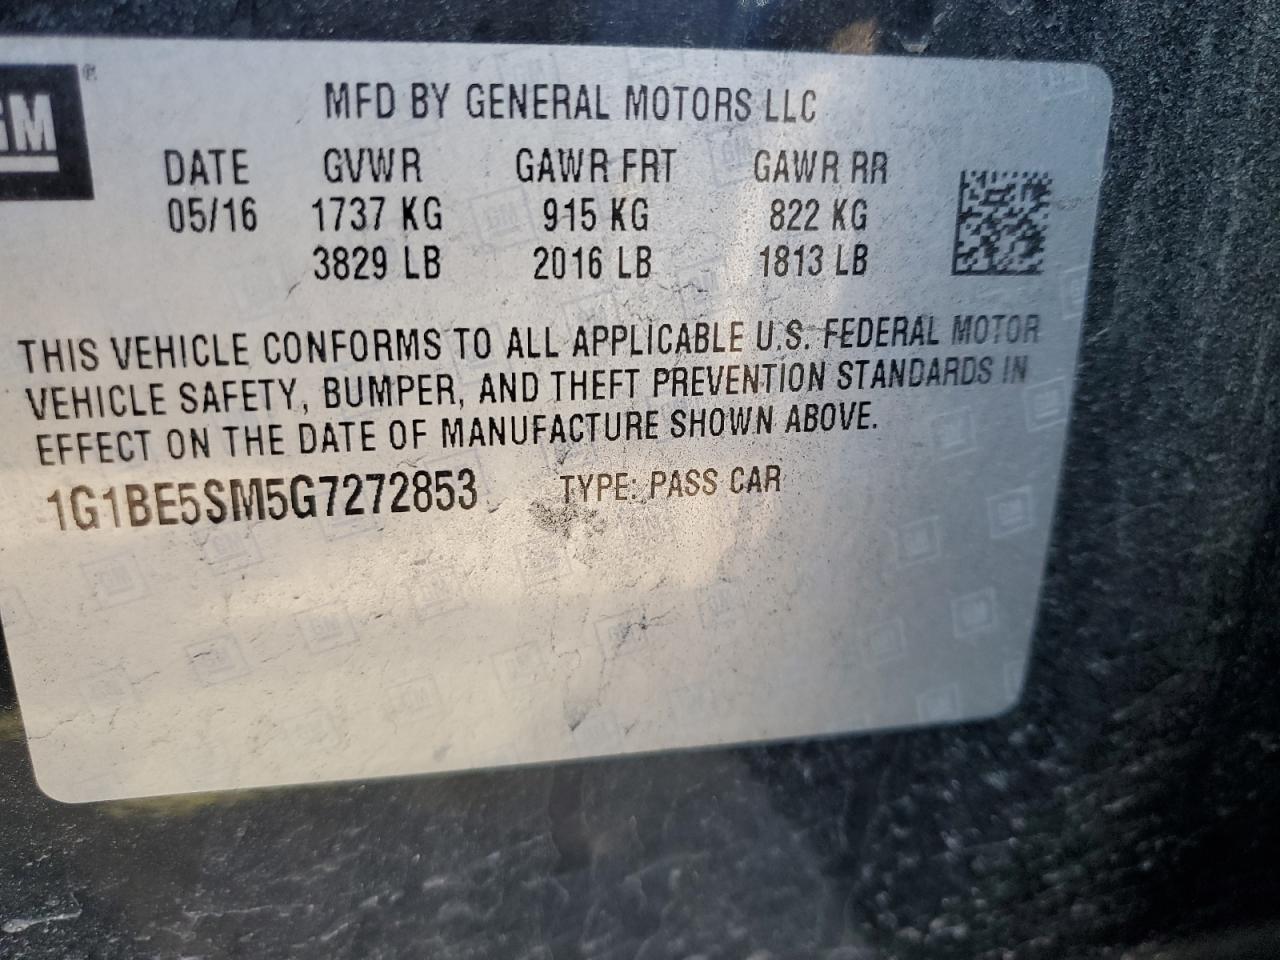 GM ®
MFD BY GENERAL MOTORS LLC
DATE GVWR GAWR FRT GAWR RR
05/16 1737 KG 915 KG 822 KG
3829 LB 2016 LB 1813 LB
THIS VEHICLE CONFORMS TO ALL APPLICABLE U.S. FEDERAL MOTOR
VEHICLE SAFETY, BUMPER, AND THEFT PREVENTION STANDARDS IN
EFFECT ON THE DATE OF MANUFACTURE SHOWN ABOVE.
1G1BE5SM5G7272853 TYPE: PASS CAR